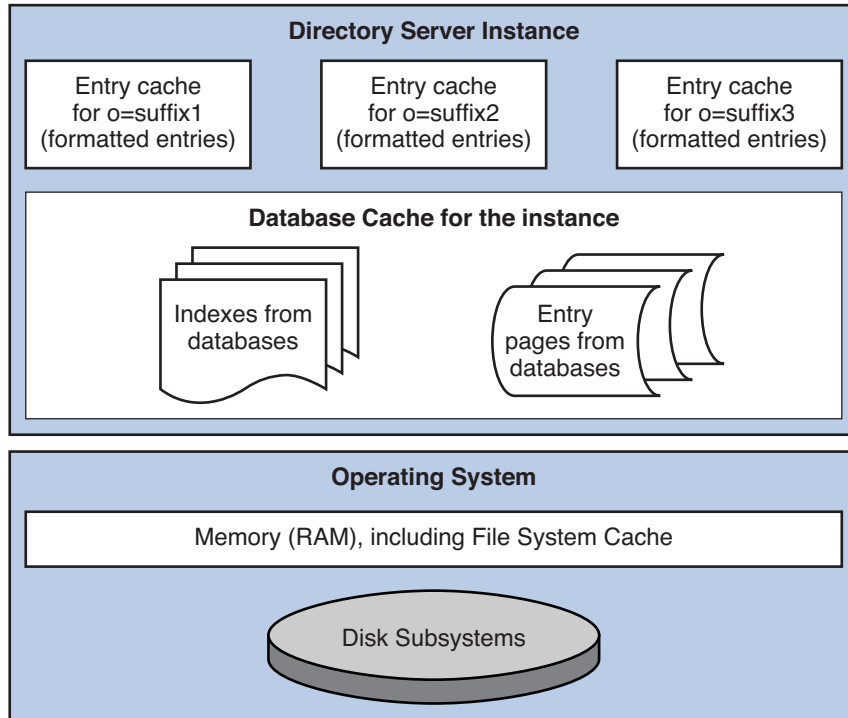 Directory Server Instance
Entry cache
for o=suffix1
(formatted entries)
Entry cache
for o=suffix2
(formatted entries)
Entry cache
for o=suffix3
(formatted entries)
Database Cache for the instance
Indexes from
databases
Entry
pages from
databases
Operating System
Memory (RAM), including File System Cache
Disk Subsystems